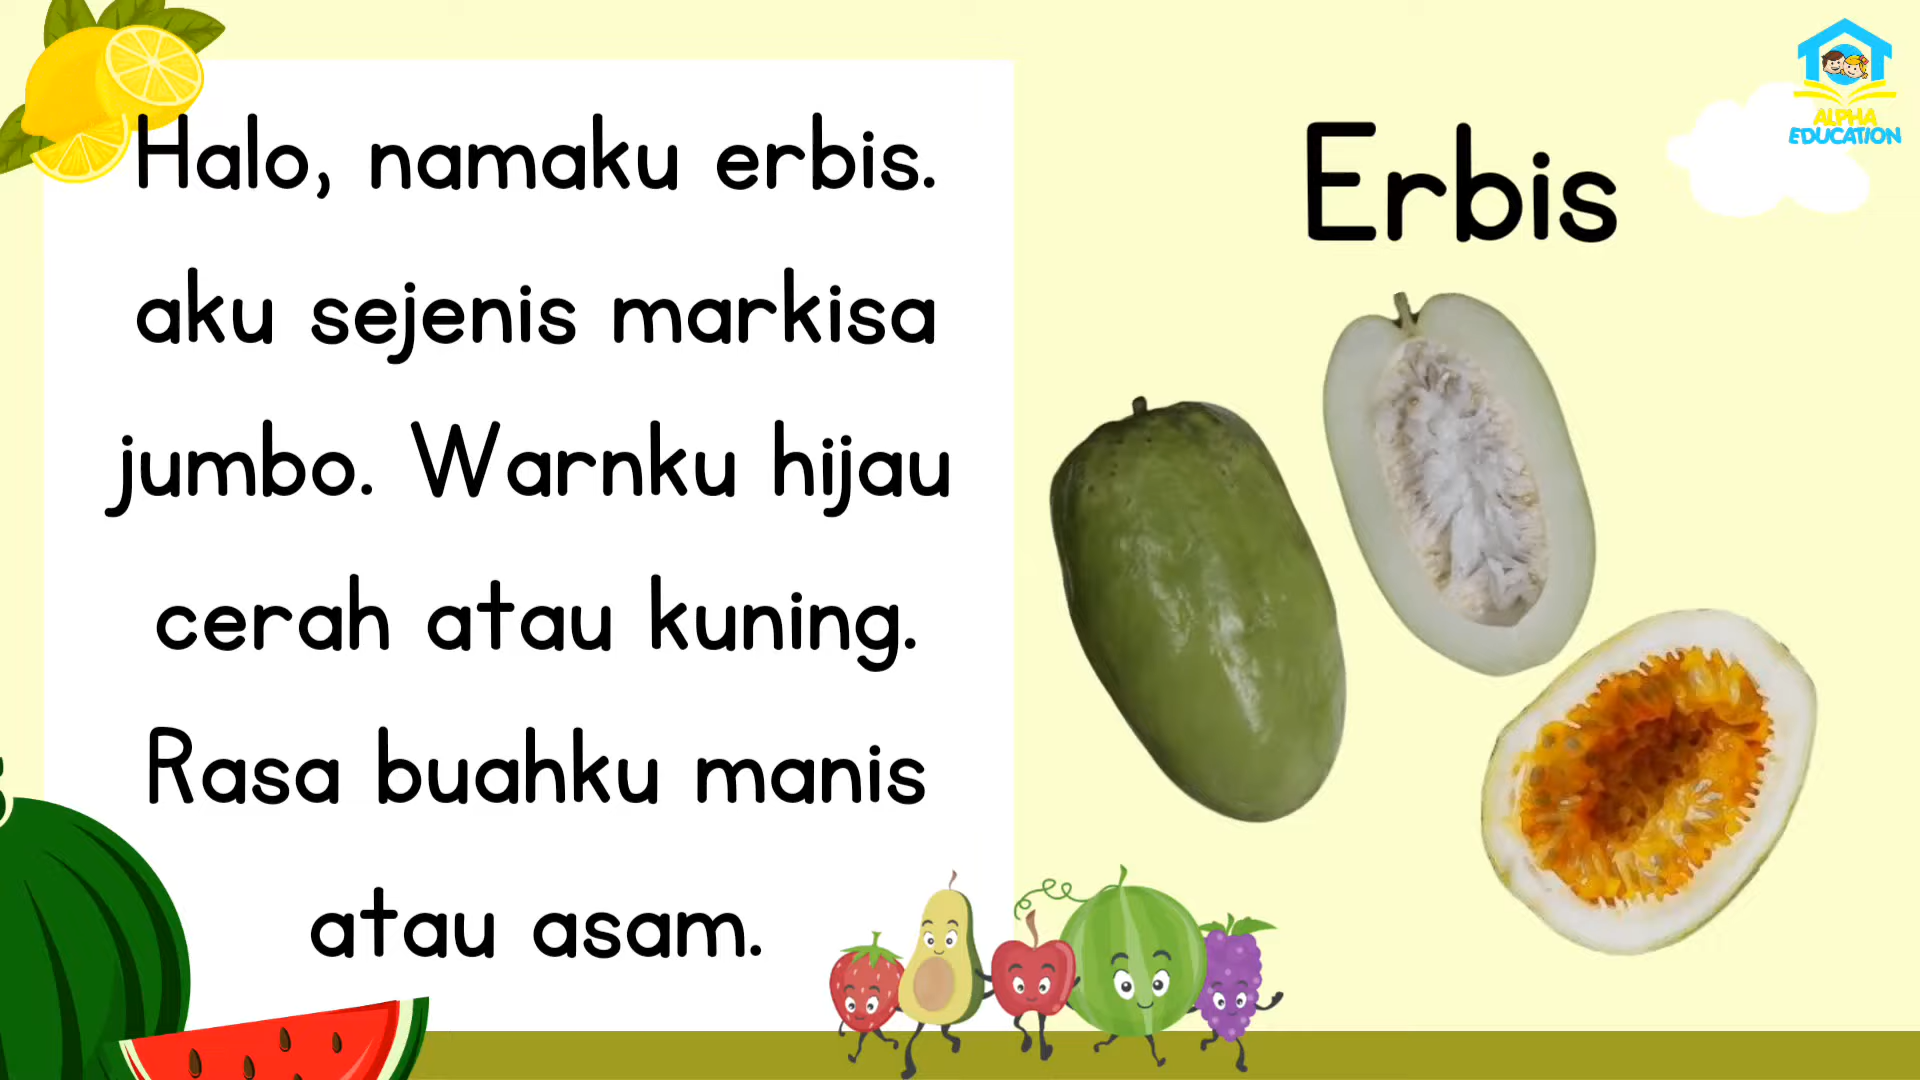 Halo, namaku erbis.
aku sejenis markisa
jumbo. Warnku hijau
cerah atau kuning.
Rasa buahku manis
atau asam.
Erbis
ALPHA
EDUCATION